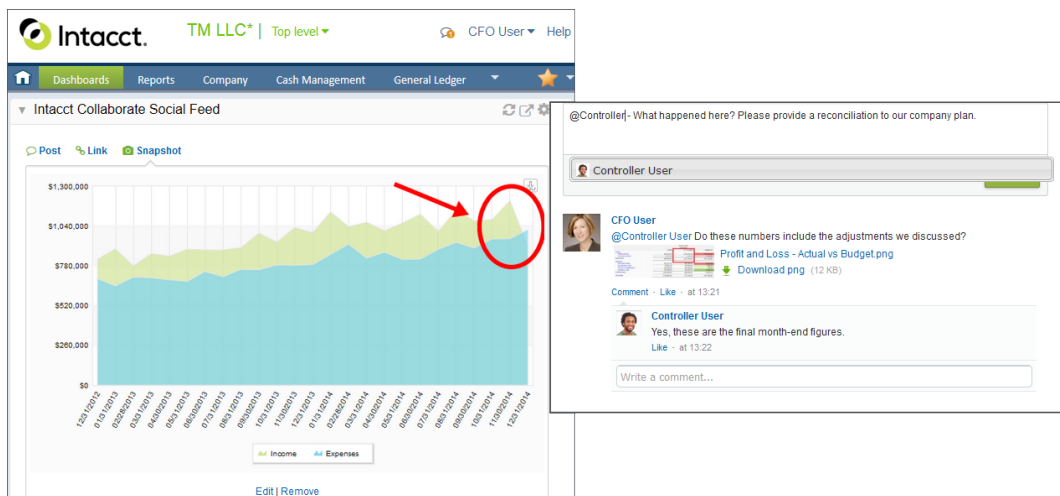 Intacct.
TM LLC* | Top level
CFO User Help
Dashboards Reports Company Cash Management General Ledger
Intacct Collaborate Social Feed
Post Link Snapshot
$1,300,000
$1,040,000
$780,000
$520,000
$260,000
$0
12/31/2012 01/31/2013 02/28/2013 03/31/2013 04/30/2013 05/31/2013 06/30/2013 07/31/2013 08/31/2013 09/30/2013 10/31/2013 11/30/2013 12/31/2013 01/31/2014 02/28/2014 03/31/2014 04/30/2014 05/31/2014 06/30/2014 07/31/2014 08/31/2014 09/30/2014 10/31/2014 11/30/2014 12/31/2014
Income Expenses
Edit | Remove
@Controller - What happened here? Please provide a reconciliation to our company plan.
Controller User
CFO User
@Controller User Do these numbers include the adjustments we discussed?
Profit and Loss - Actual vs Budget.png
Download png (12 KB)
Comment · Like · at 13:21
Controller User
Yes, these are the final month-end figures.
Like · at 13:22
Write a comment...